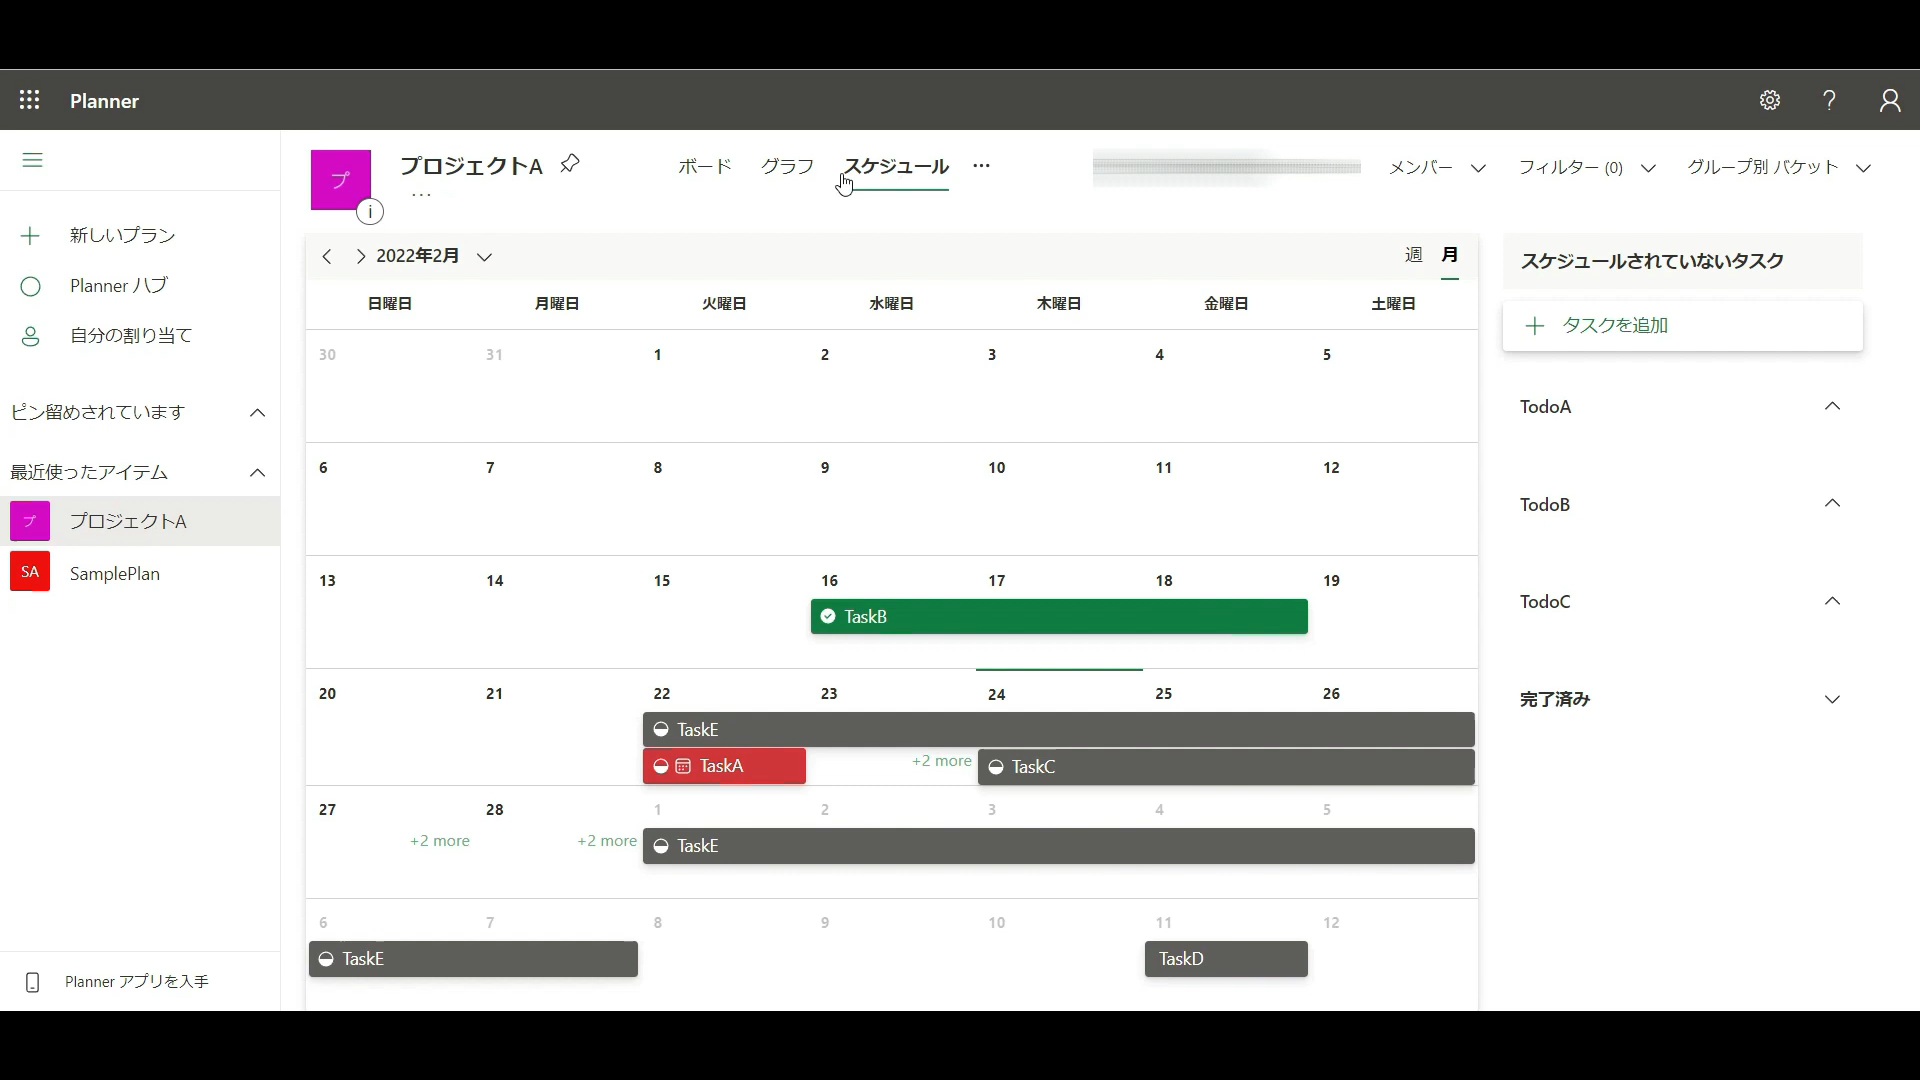 Planner
プ
プロジェクトA
ボード
グラフ
スケジュール
メンバー
フィルター (0)
グループ別 バケット
新しいプラン
Planner ハブ
自分の割り当て
ピン留めされています
最近使ったアイテム
プ プロジェクトA
SA SamplePlan
Planner アプリを入手
2022年2月
週 月
日曜日 月曜日 火曜日 水曜日 木曜日 金曜日 土曜日
30 31 1 2 3 4 5
6 7 8 9 10 11 12
13 14 15 16 17 18 19
TaskB
20 21 22 23 24 25 26
TaskE
TaskA +2 more TaskC
27 28 1 2 3 4 5
+2 more +2 more TaskE
6 7 8 9 10 11 12
TaskE TaskD
スケジュールされていないタスク
タスクを追加
TodoA
TodoB
TodoC
完了済み